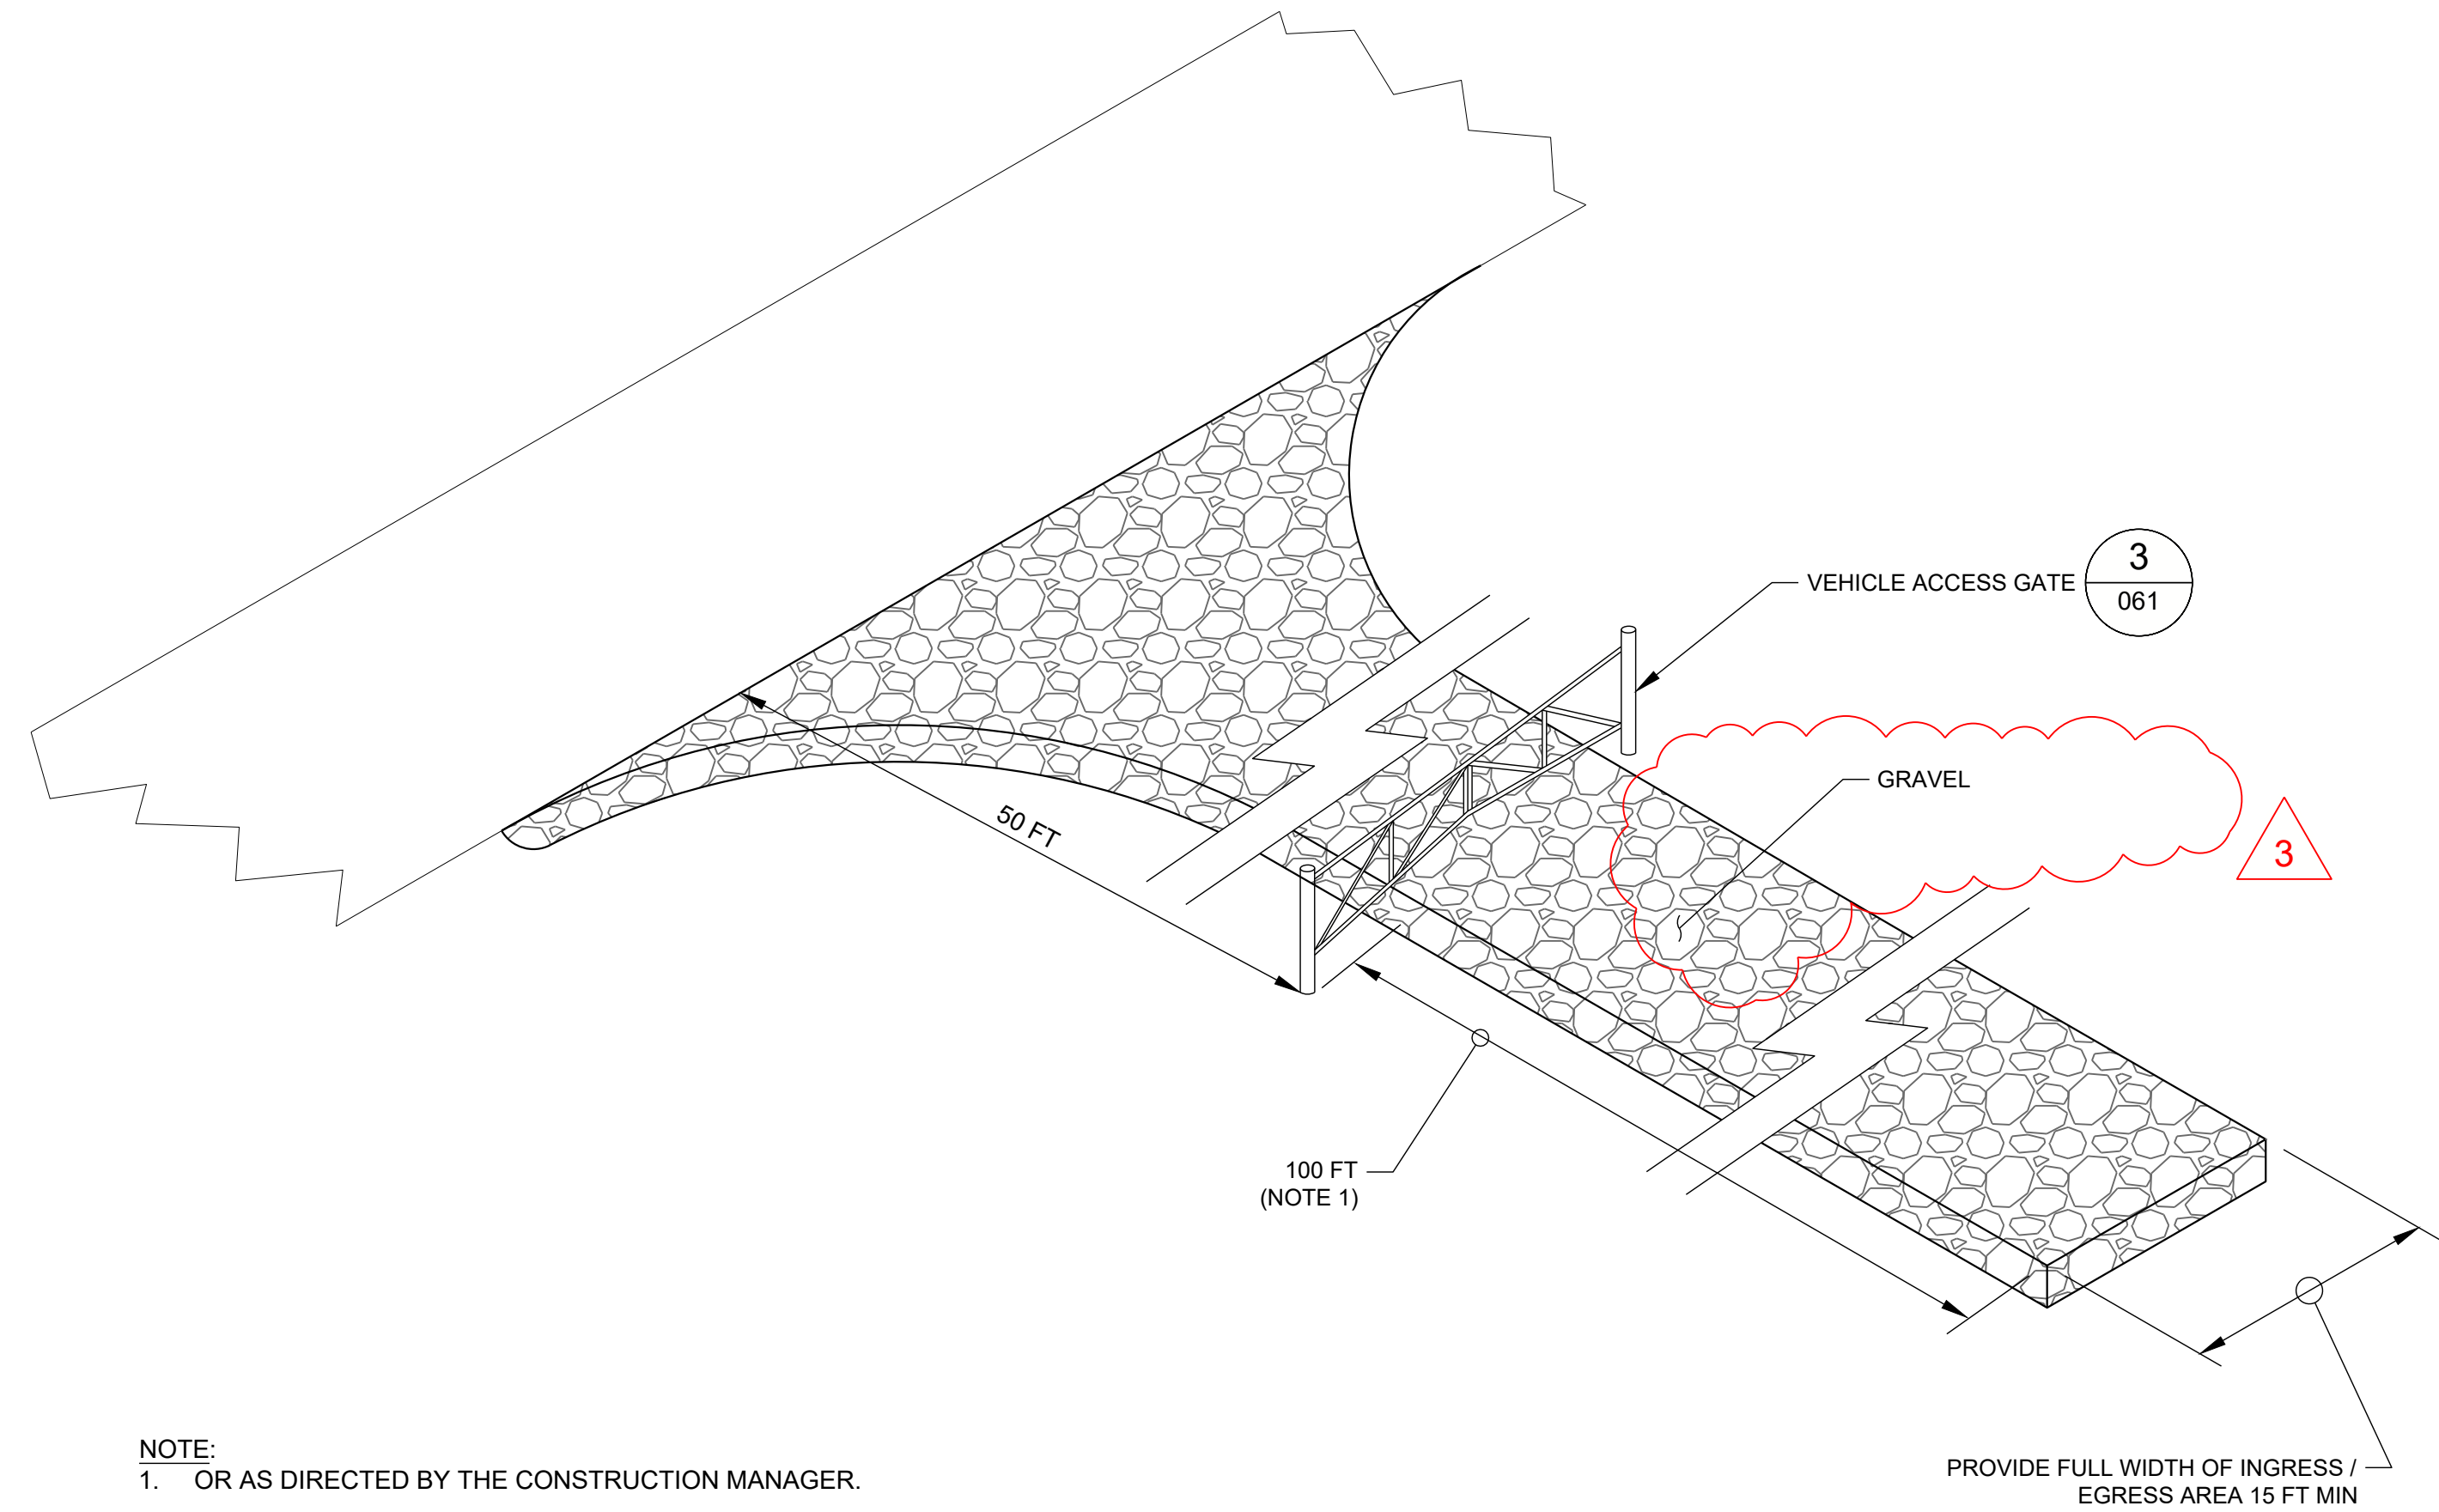 3
VEHICLE ACCESS GATE
061
GRAVEL
3
50 FT
100 FT
(NOTE 1)
NOTE:
1. OR AS DIRECTED BY THE CONSTRUCTION MANAGER.
PROVIDE FULL WIDTH OF INGRESS /
EGRESS AREA 15 FT MIN